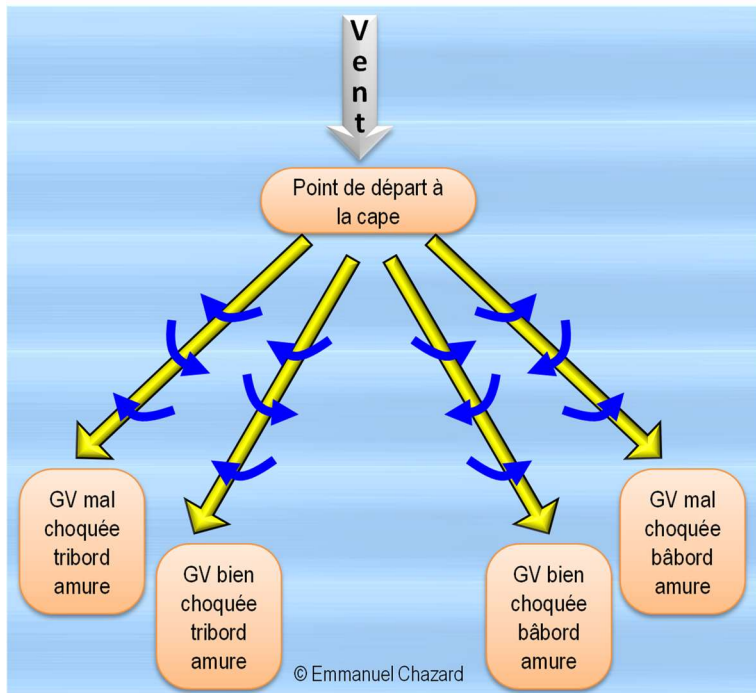 Vent
Point de départ à
la cape
GV mal
choquée
tribord
amure
GV bien
choquée
tribord
amure
GV bien
choquée
bâbord
amure
GV mal
choquée
bâbord
amure
© Emmanuel Chazard